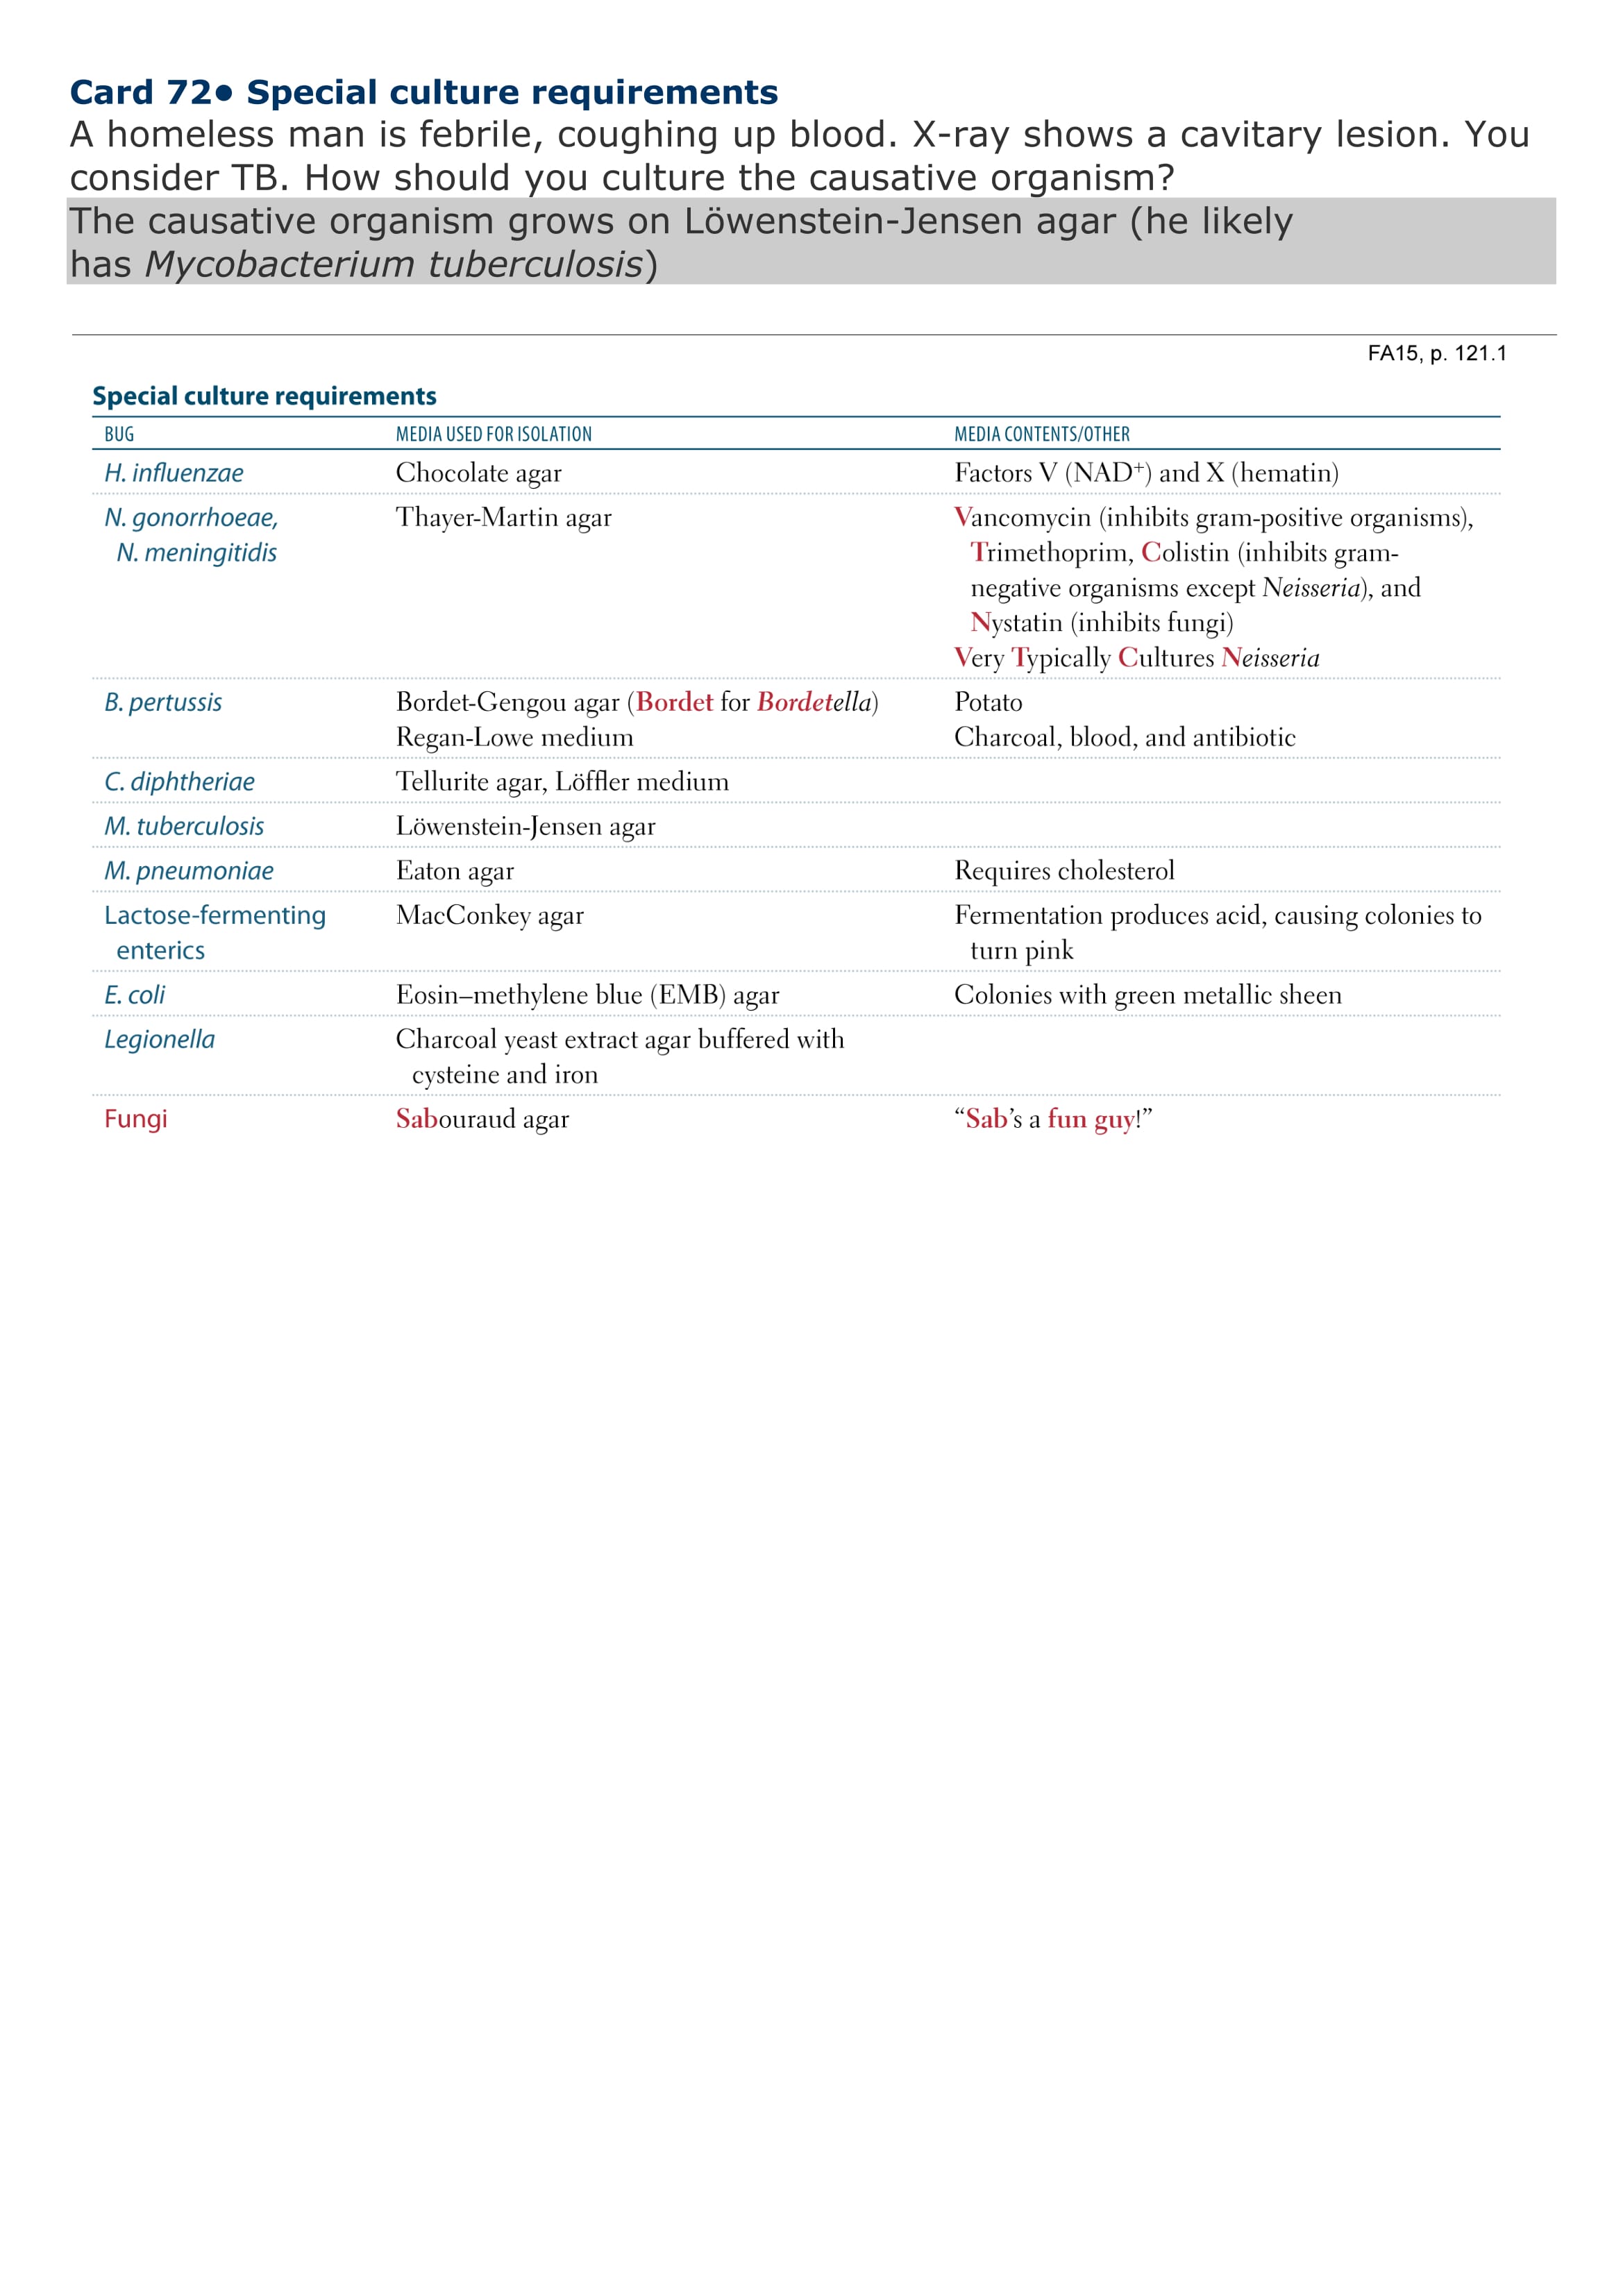 Card 72• Special culture requirements
A homeless man is febrile, coughing up blood. X-ray shows a cavitary lesion. You
consider TB. How should you culture the causative organism?
The causative organism grows on Löwenstein-Jensen agar (he likely
has Mycobacterium tuberculosis)
FA15, p. 121.1
Special culture requirements
BUG MEDIA USED FOR ISOLATION MEDIA CONTENTS/OTHER
H. influenzae Chocolate agar Factors V (NAD+) and X (hematin)
N. gonorrhoeae, Thayer-Martin agar Vancomycin (inhibits gram-positive organisms),
N. meningitidis Trimethoprim, Colistin (inhibits gram-
negative organisms except Neisseria), and
Nystatin (inhibits fungi)
Very Typically Cultures Neisseria
B. pertussis Bordet-Gengou agar (Bordet for Bordetella) Potato
Regan-Lowe medium Charcoal, blood, and antibiotic
C. diphtheriae Tellurite agar, Löffler medium
M. tuberculosis Löwenstein-Jensen agar
M. pneumoniae Eaton agar Requires cholesterol
Lactose-fermenting MacConkey agar Fermentation produces acid, causing colonies to
enterics turn pink
E. coli Eosin–methylene blue (EMB) agar Colonies with green metallic sheen
Legionella Charcoal yeast extract agar buffered with
cysteine and iron
Fungi Sabouraud agar “Sab’s a fun guy!”